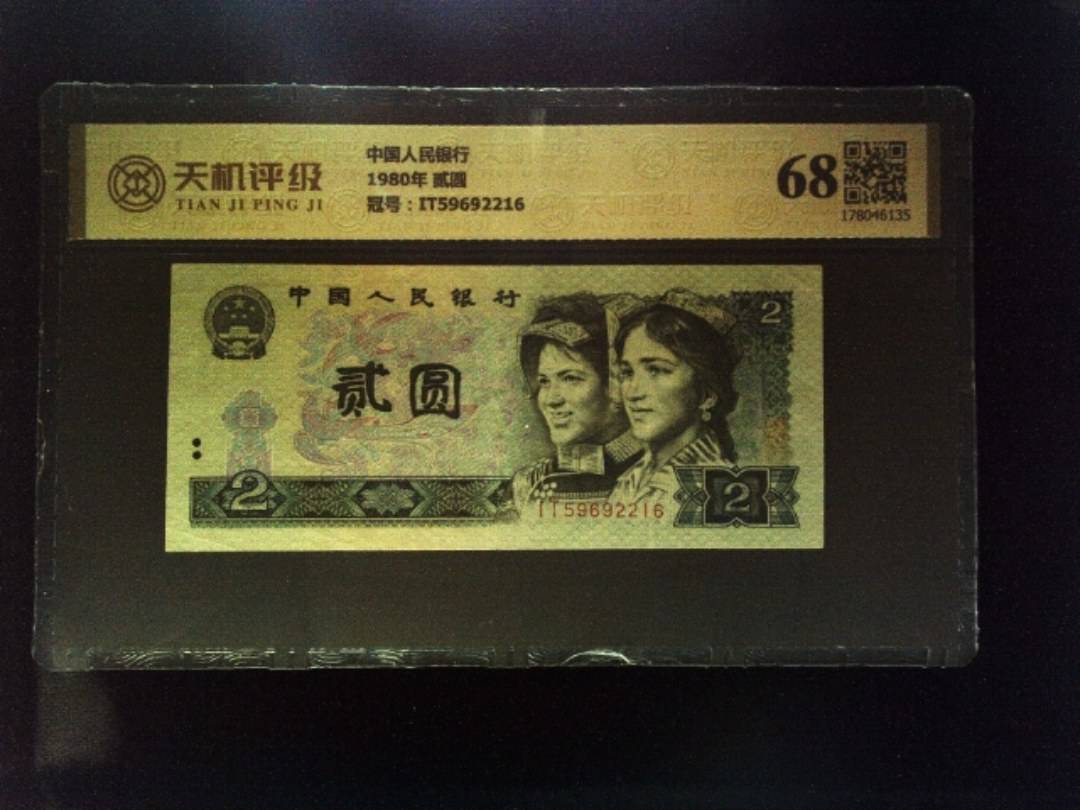 天机评级
TIAN JI PING JI
中国人民银行
1980年 贰圆
冠号：IT59692216
68
178046135
中国人民银行
2
贰圆
2
IT59692216
2